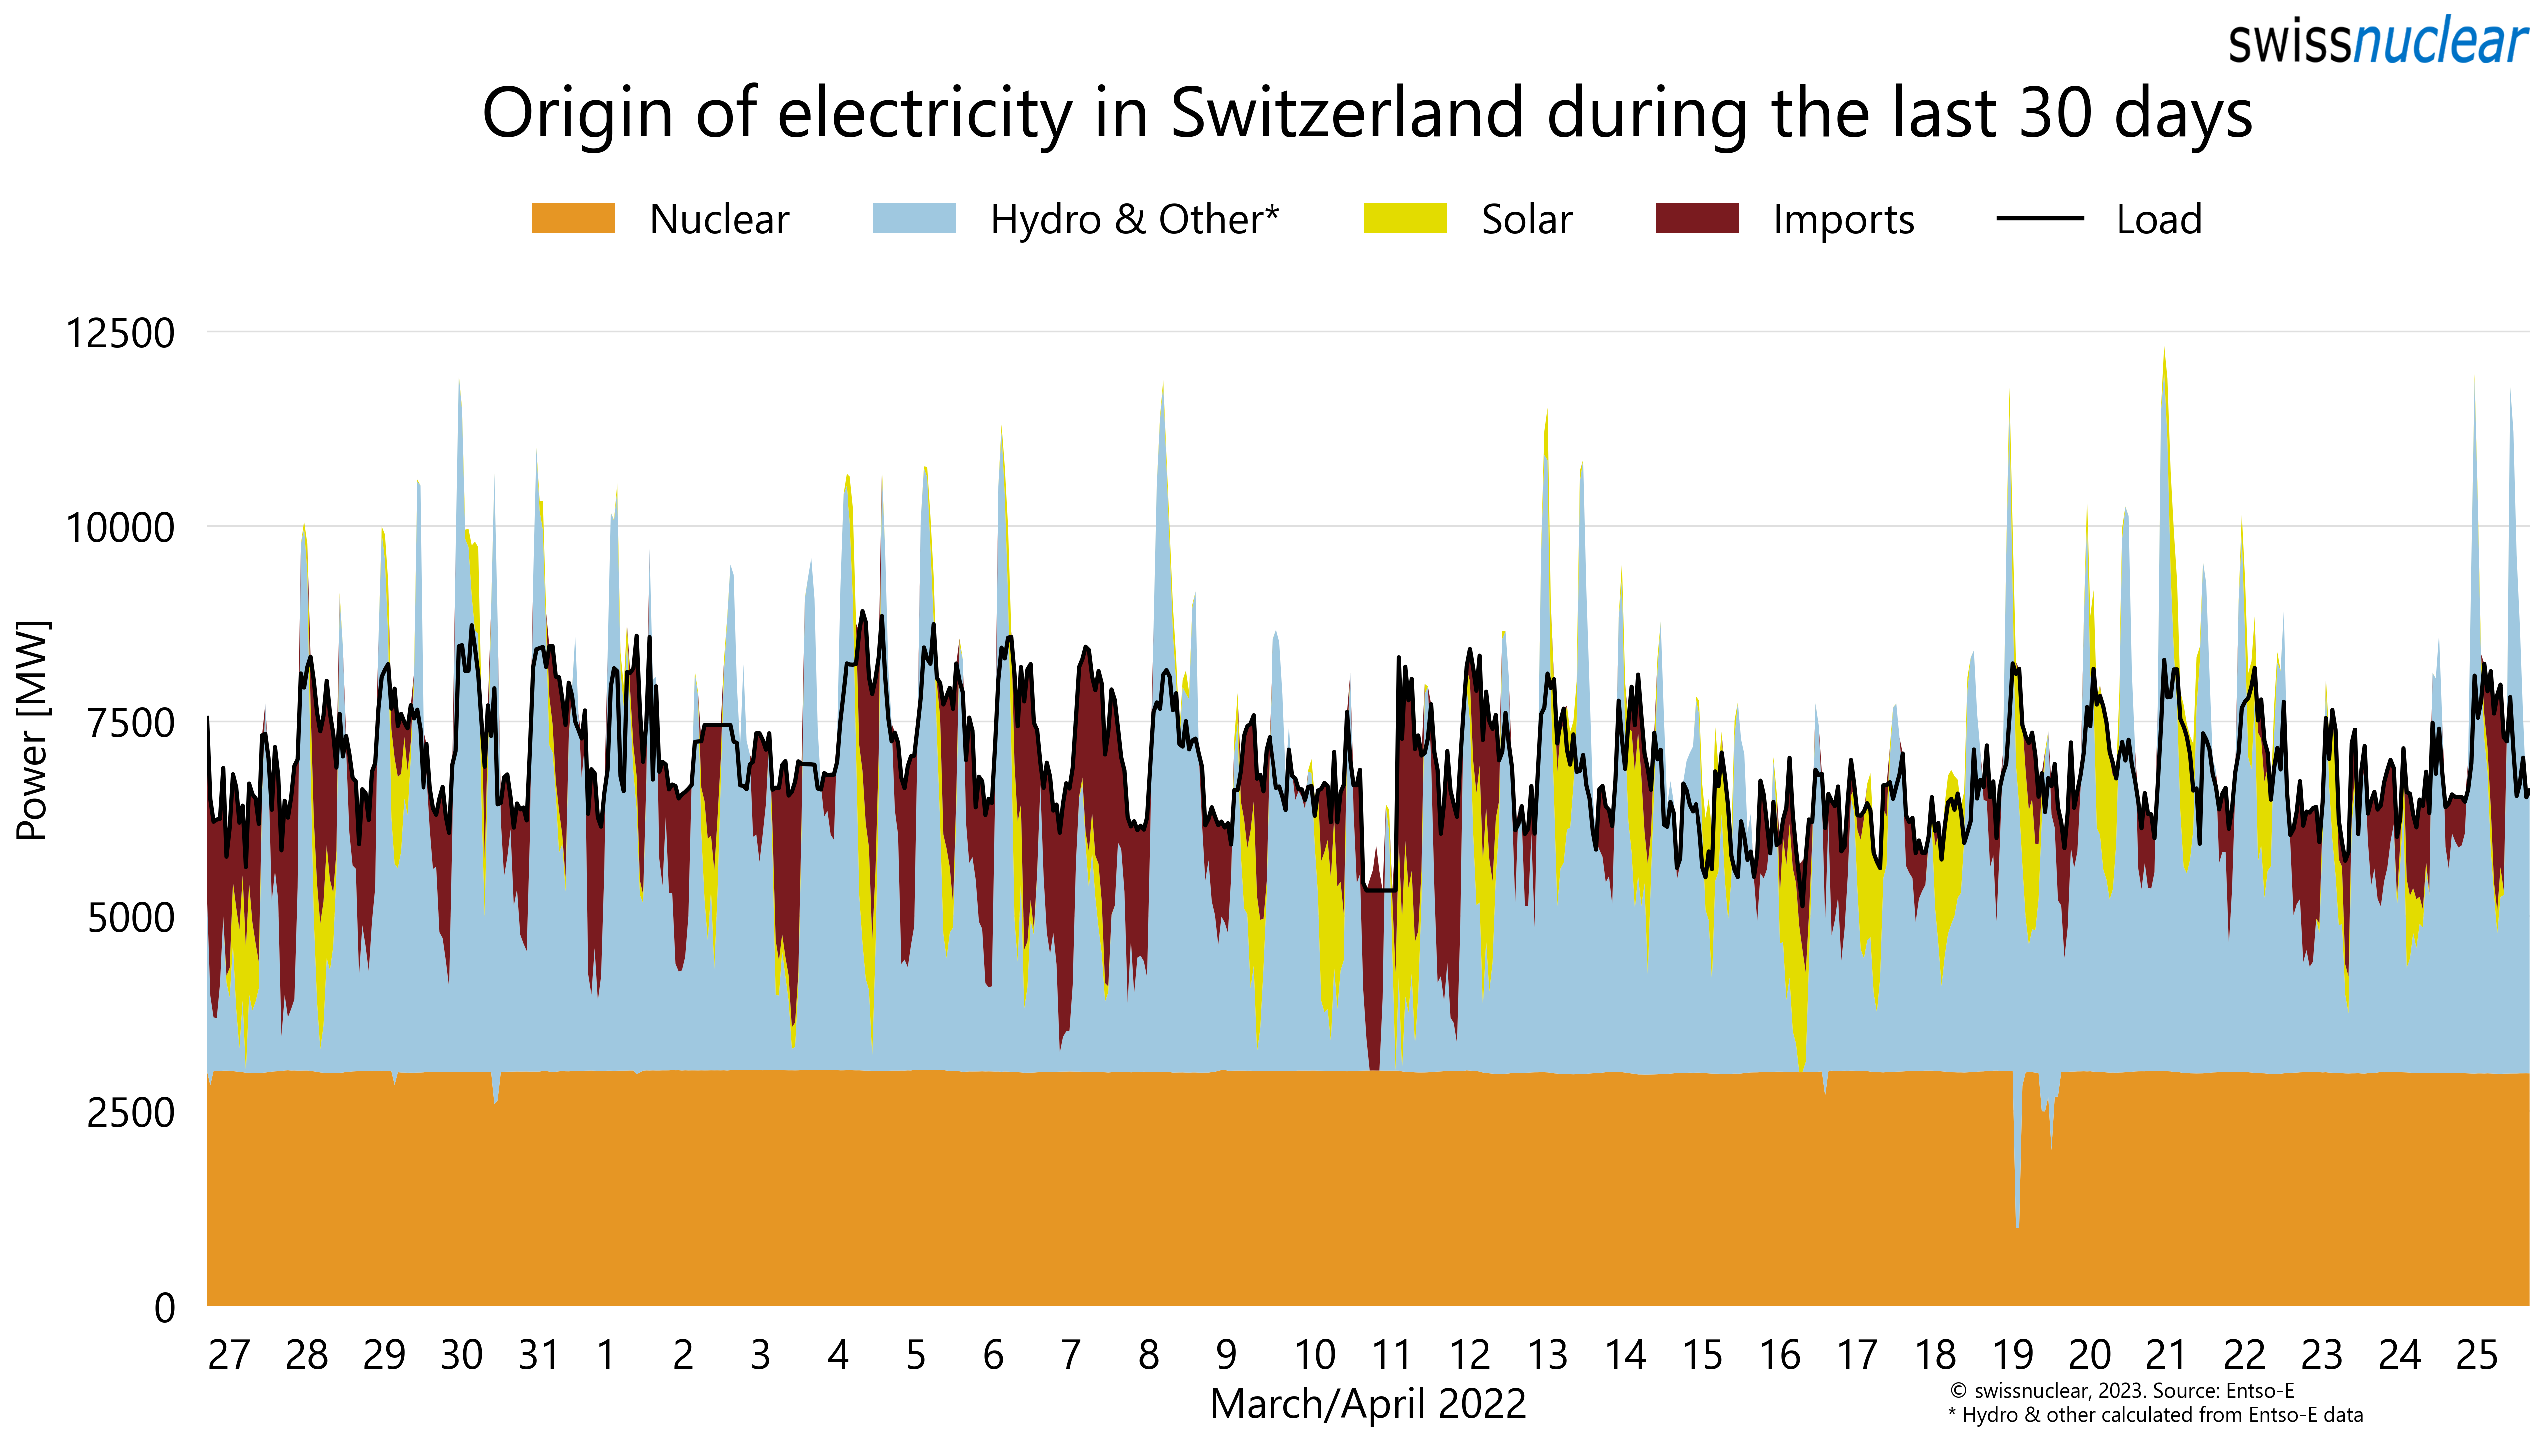 swissnuclear
Origin of electricity in Switzerland during the last 30 days
Nuclear Hydro & Other* Solar Imports Load
12500
10000
7500
5000
2500
0
Power [MW]
27 28 29 30 31 1 2 3 4 5 6 7 8 9 10 11 12 13 14 15 16 17 18 19 20 21 22 23 24 25
March/April 2022
© swissnuclear, 2023. Source: Entso-E
* Hydro & other calculated from Entso-E data